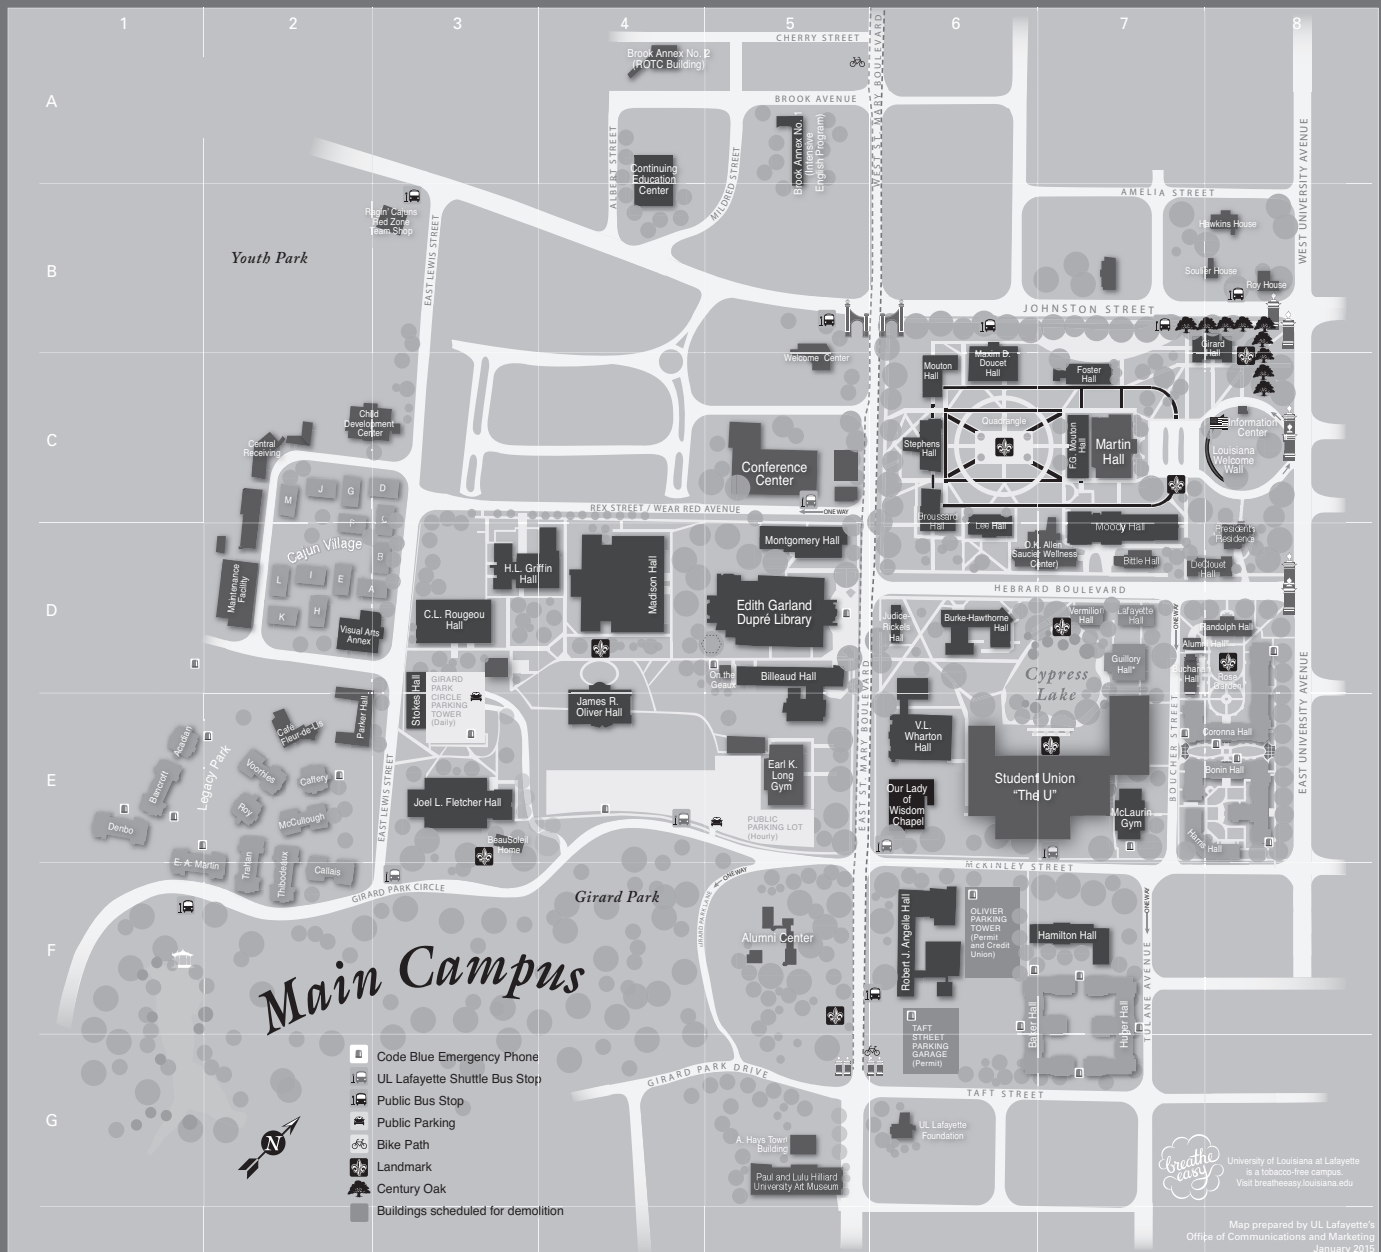 1 2 3 4 5 6 7 8
CHERRY STREET
Brook Annex No. 2
(ROTC Building)
WEST ST. MARY BOULEVARD
A
BROOK AVENUE
ALBERT STREET
MILDRED STREET
Brook Annex No. 1
(Intensive
English Program)
WEST UNIVERSITY AVENUE
Continuing
Education
Center
AMELIA STREET
Ragin' Cajuns
Red Zone
Team Shop
Hawkins House
EAST LEWIS STREET
Youth Park
B
Soulier House
Roy House
JOHNSTON STREET
Welcome Center
Girard
Hall
Mouton
Hall
Maxim D.
Doucet
Hall
Foster
Hall
Child
Development
Center
C
Central
Receiving
Quadrangle
Stephens
Hall
F.G. Mouton
Hall
Martin
Hall
Information
Center
Louisiana
Welcome
Wall
Conference
Center
M J G D
REX STREET / WEAR RED AVENUE
ONE WAY
P L
Broussard
Hall
Lee Hall
Moody Hall
President's
Residence
Cajun Village
Montgomery Hall
O.K. Allen
Saucier Wellness
Center)
Bittle Hall
DeClouet
Hall
B
H.L. Griffin
Hall
Madison Hall
Maintenance
Facility
L I E A
HEBRARD BOULEVARD
K H
D
C.L. Rougeou
Hall
Edith Garland
Dupré Library
Judice-
Rickels
Hall
Burke-Hawthorne
Hall
Vermilion
Hall
Lafayette
Hall
ONE WAY
Randolph Hall
Visual Arts
Annex
Alumni Hall*
Guillory
Hall*
Buchanan
Hall
Rose
Garden
Cypress
Lake
On the
Geaux
Billeaud Hall
Stokes Hall
GIRARD
PARK
CIRCLE
PARKING
TOWER
(Daily)
James R.
Oliver Hall
EAST ST. MARY BOULEVARD
BOUCHER STREET
EAST UNIVERSITY AVENUE
Parker Hall
Café
Fleur-de-Lis
V.L.
Wharton
Hall
Coronna Hall
Acadian
Legacy Park
Voorhies
Caffery
Bonin Hall
E
Bancroft
Earl K.
Long
Gym
Student Union
“The U”
Our Lady
of
Wisdom
Chapel
Roy
McCullough
EAST LEWIS STREET
Joel L. Fletcher Hall
McLaurin
Gym
Denbo
PUBLIC
PARKING LOT
(Hourly)
BeauSoleil
Home
Harris Hall
E. A. Martin
Trahan
Thibodeaux
Callais
McKINLEY STREET
GIRARD PARK CIRCLE
ONE WAY
GIRARD PARK LANE
Girard Park
Robert J. Angelle Hall
OLIVIER
PARKING
TOWER
(Permit
and Credit
Union)
ONE WAY
Alumni Center
Hamilton Hall
F
TULANE AVENUE
Main Campus
Baker Hall
Huger Hall
TAFT
STREET
PARKING
GARAGE
(Permit)
Code Blue Emergency Phone
UL Lafayette Shuttle Bus Stop
Public Bus Stop
Public Parking
Bike Path
Landmark
Century Oak
Buildings scheduled for demolition
GIRARD PARK DRIVE
TAFT STREET
G
N
UL Lafayette
Foundation
A. Hays Town
Building
Paul and Lulu Hilliard
University Art Museum
breathe
easy
University of Louisiana at Lafayette
is a tobacco-free campus.
Visit breatheeasy.louisiana.edu
Map prepared by UL Lafayette's
Office of Communications and Marketing
January 2015